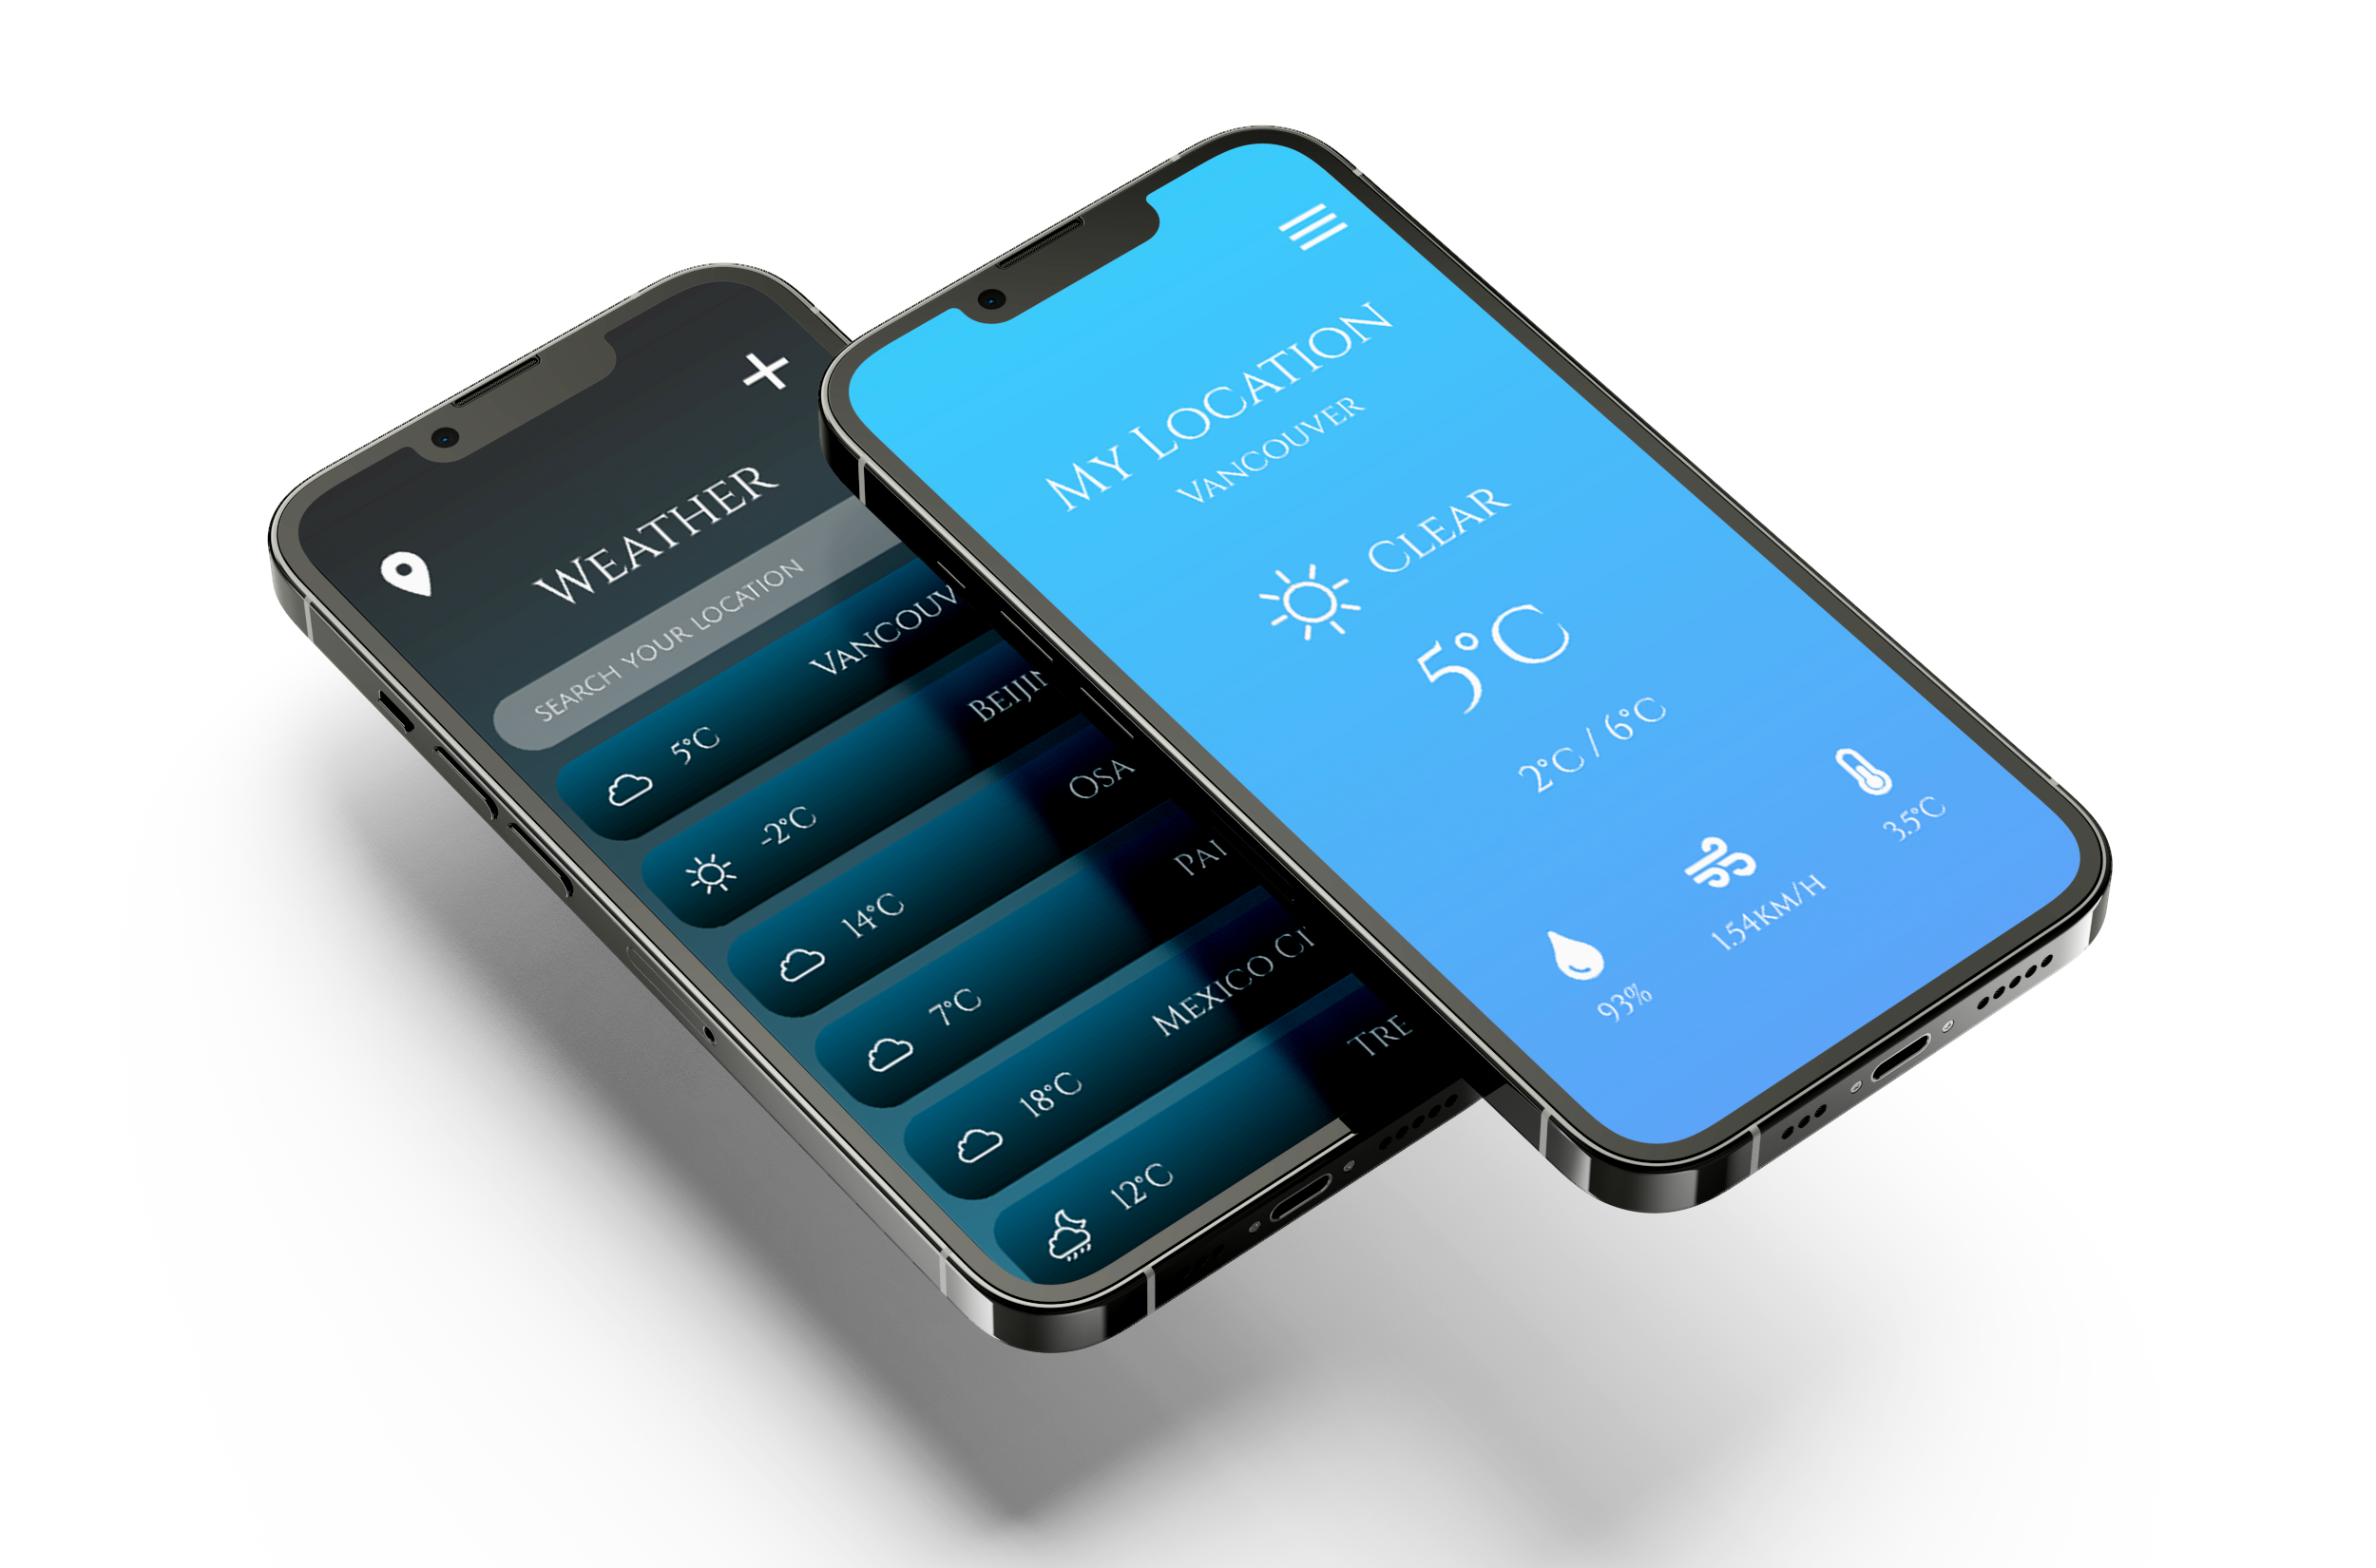 WEATHER
SEARCH YOUR LOCATION
5°C VANCOUV
-2°C BEIJIN
14°C OSA
7°C
18°C MEXICO CI
12°C TRE
MY LOCATION
VANCOUVER
CLEAR
5°C
2°C / 6°C
93%
1.54KM/H
3.5°C